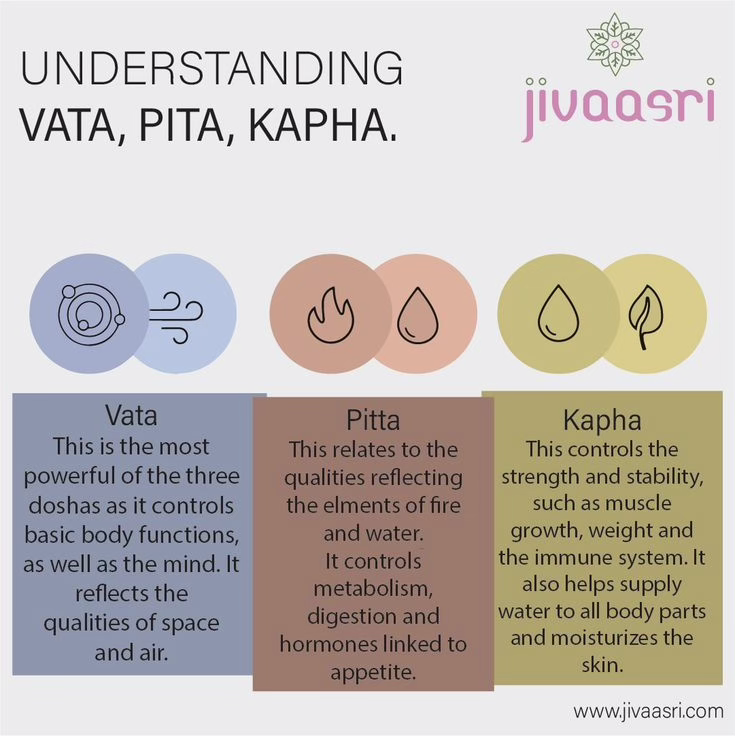 UNDERSTANDING
VATA, PITA, KAPHA.
jivaasri
Vata
This is the most
powerful of the three
doshas as it controls
basic body functions,
as well as the mind. It
reflects the
qualities of space
and air.
Pitta
This relates to the
qualities reflecting
the elments of fire
and water.
It controls
metabolism,
digestion and
hormones linked to
appetite.
Kapha
This controls the
strength and stability,
such as muscle
growth, weight and
the immune system. It
also helps supply
water to all body parts
and moisturizes the
skin.
www.jivaasri.com